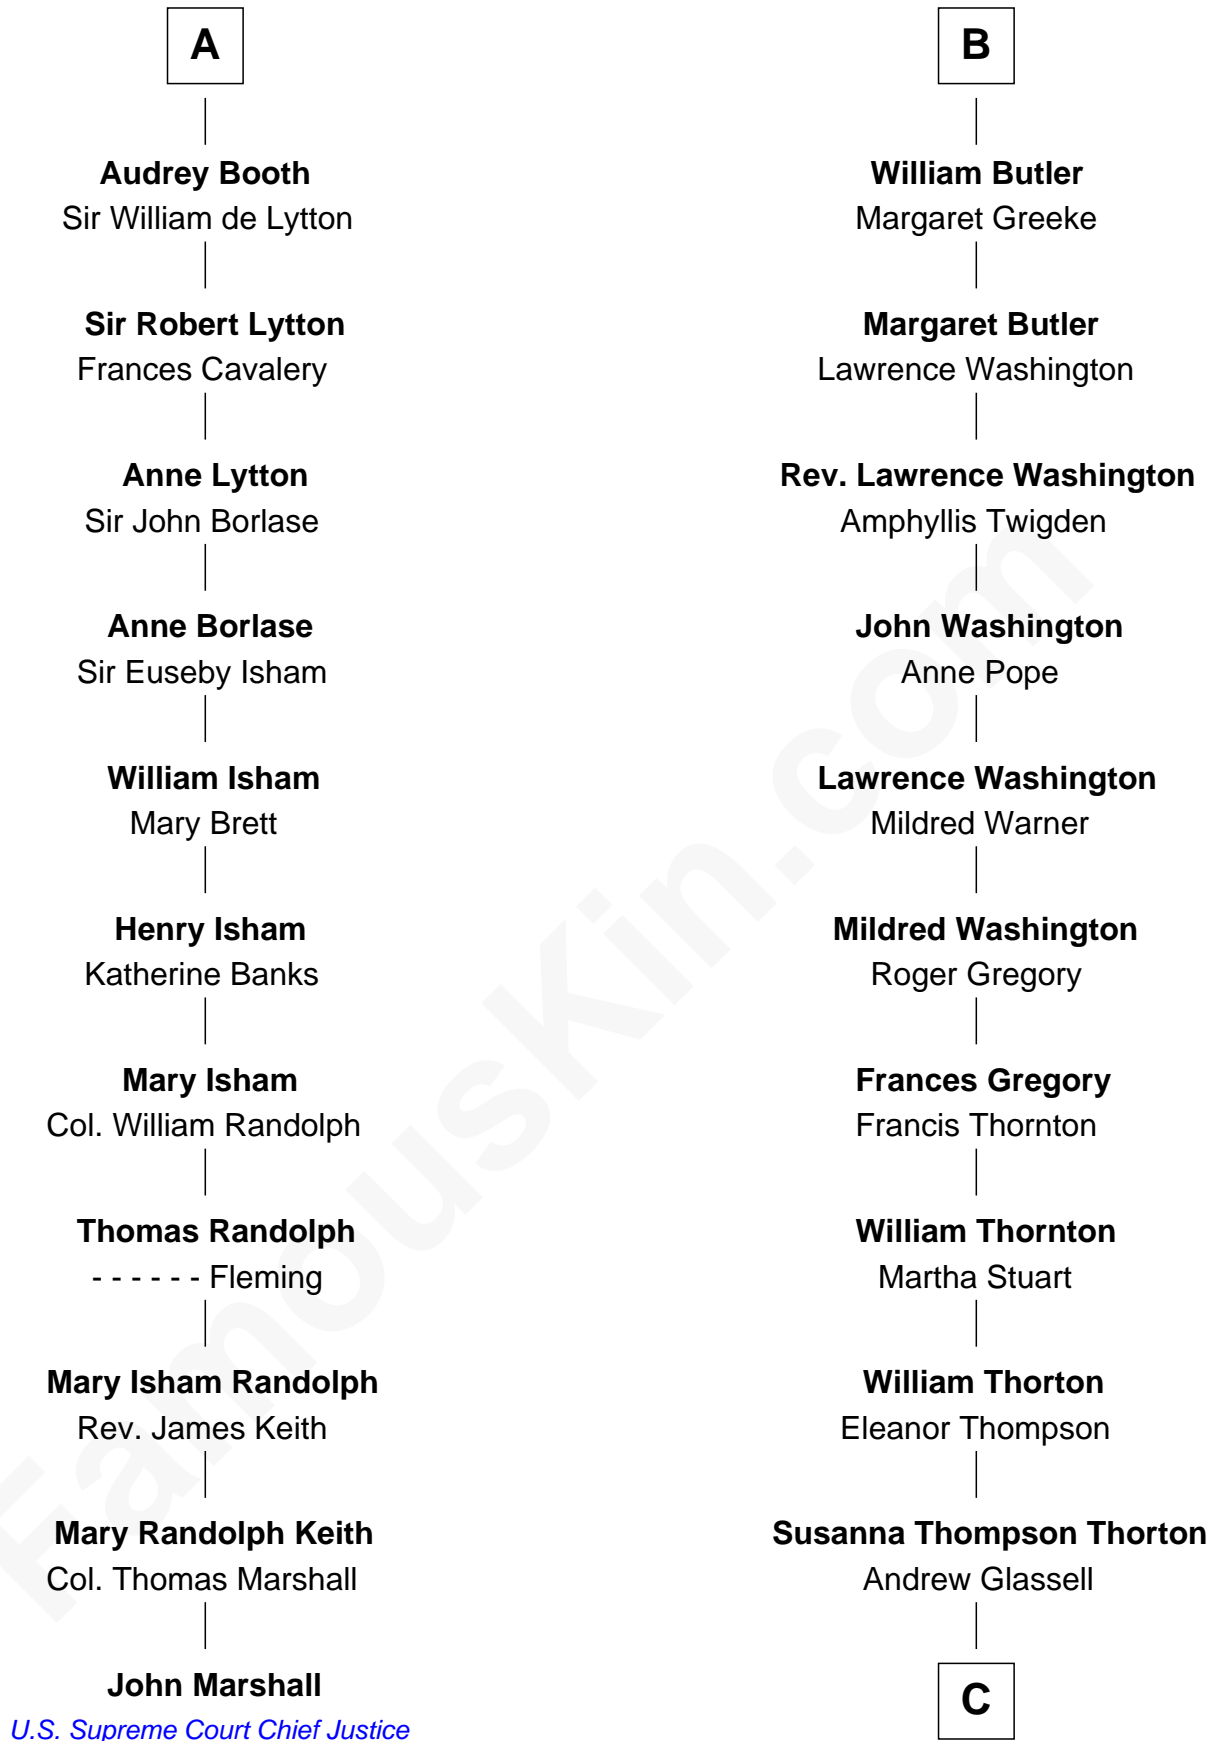 A
Audrey Booth
Sir William de Lytton
Sir Robert Lytton
Frances Cavalery
Anne Lytton
Sir John Borlase
Anne Borlase
Sir Euseby Isham
William Isham
Mary Brett
Henry Isham
Katherine Banks
Mary Isham
Col. William Randolph
Thomas Randolph
- - - - - - Fleming
Mary Isham Randolph
Rev. James Keith
Mary Randolph Keith
Col. Thomas Marshall
John Marshall
U.S. Supreme Court Chief Justice
B
William Butler
Margaret Greeke
Margaret Butler
Lawrence Washington
Rev. Lawrence Washington
Amphyllis Twigden
John Washington
Anne Pope
Lawrence Washington
Mildred Warner
Mildred Washington
Roger Gregory
Frances Gregory
Francis Thornton
William Thornton
Martha Stuart
William Thorton
Eleanor Thompson
Susanna Thompson Thorton
Andrew Glassell
C
FamousKin.com